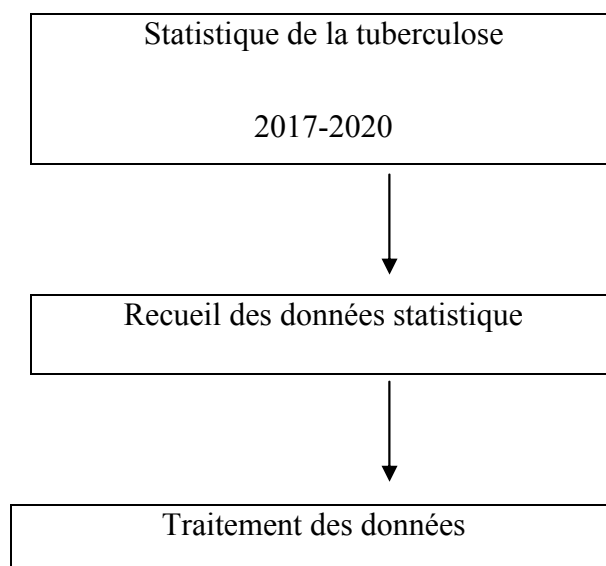 Statistique de la tuberculose
2017-2020
Recueil des données statistique
Traitement des données